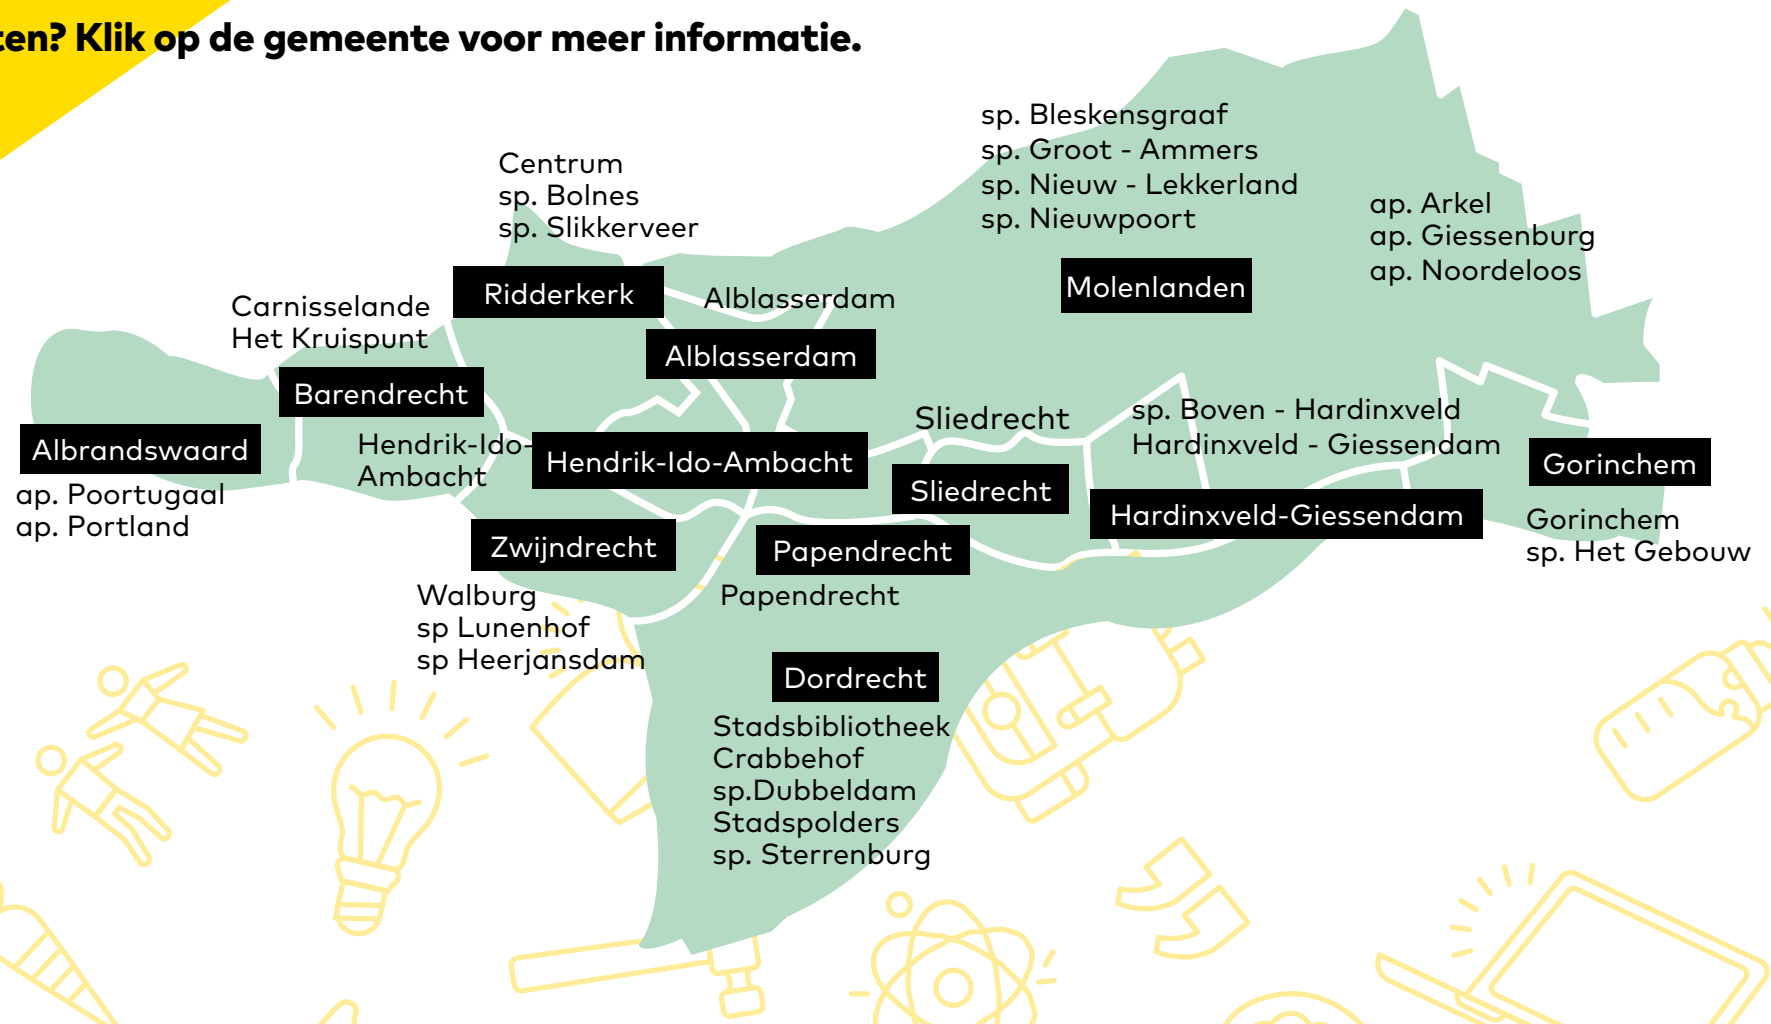 en? Klik op de gemeente voor meer informatie.
Centrum
sp. Bolnes
sp. Slikkerveer
Ridderkerk
Carnisselande
Het Kruispunt
Barendrecht
Albrandswaard
ap. Poortugaal
ap. Portland
Alblasserdam
Alblasserdam
sp. Bleskensgraaf
sp. Groot - Ammers
sp. Nieuw - Lekkerland
sp. Nieuwpoort
Molenlanden
ap. Arkel
ap. Giessenburg
ap. Noordeloos
Hendrik-Ido-
Ambacht
Hendrik-Ido-Ambacht
Sliedrecht
Sliedrecht
sp. Boven - Hardinxveld
Hardinxveld - Giessendam
Hardinxveld-Giessendam
Gorinchem
Gorinchem
sp. Het Gebouw
Zwijndrecht
Walburg
sp Lunenhof
sp Heerjansdam
Papendrecht
Papendrecht
Dordrecht
Stadsbibliotheek
Crabbehof
sp.Dubbeldam
Stadspolders
sp. Sterrenburg